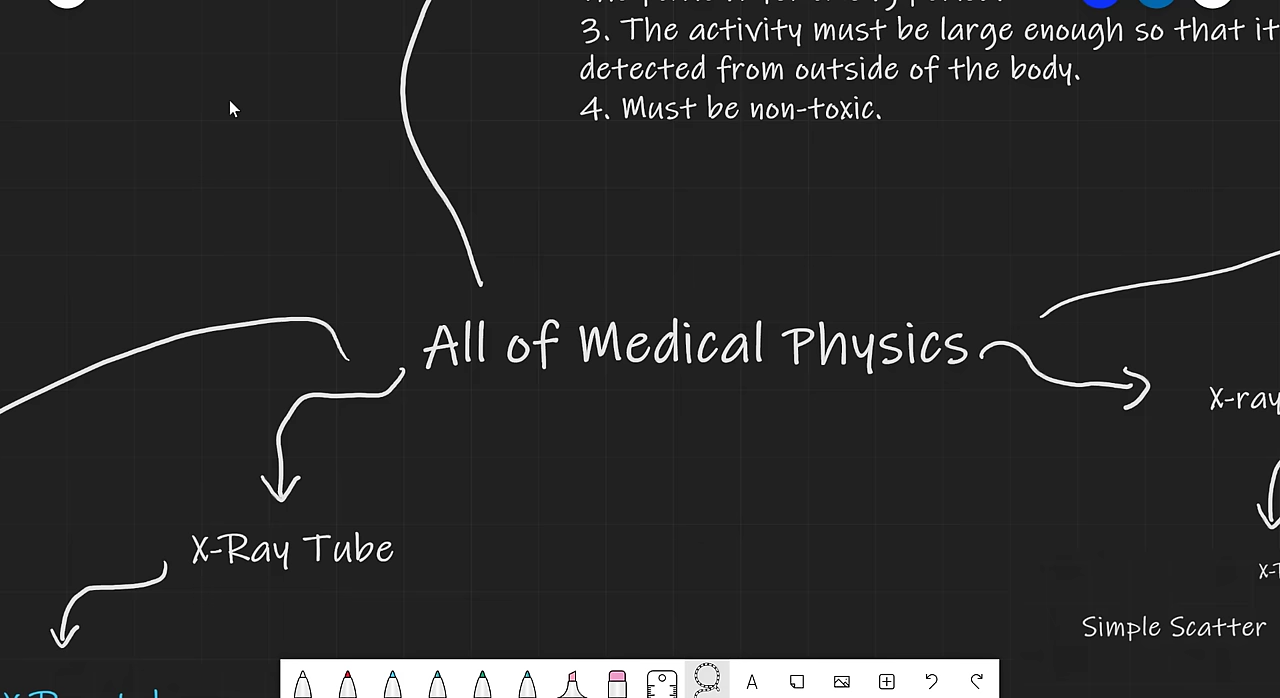 3. The activity must be large enough so that it
detected from outside of the body.
4. Must be non-toxic.
All of Medical Physics
X-ray
X-Ray Tube
Simple Scatter
A